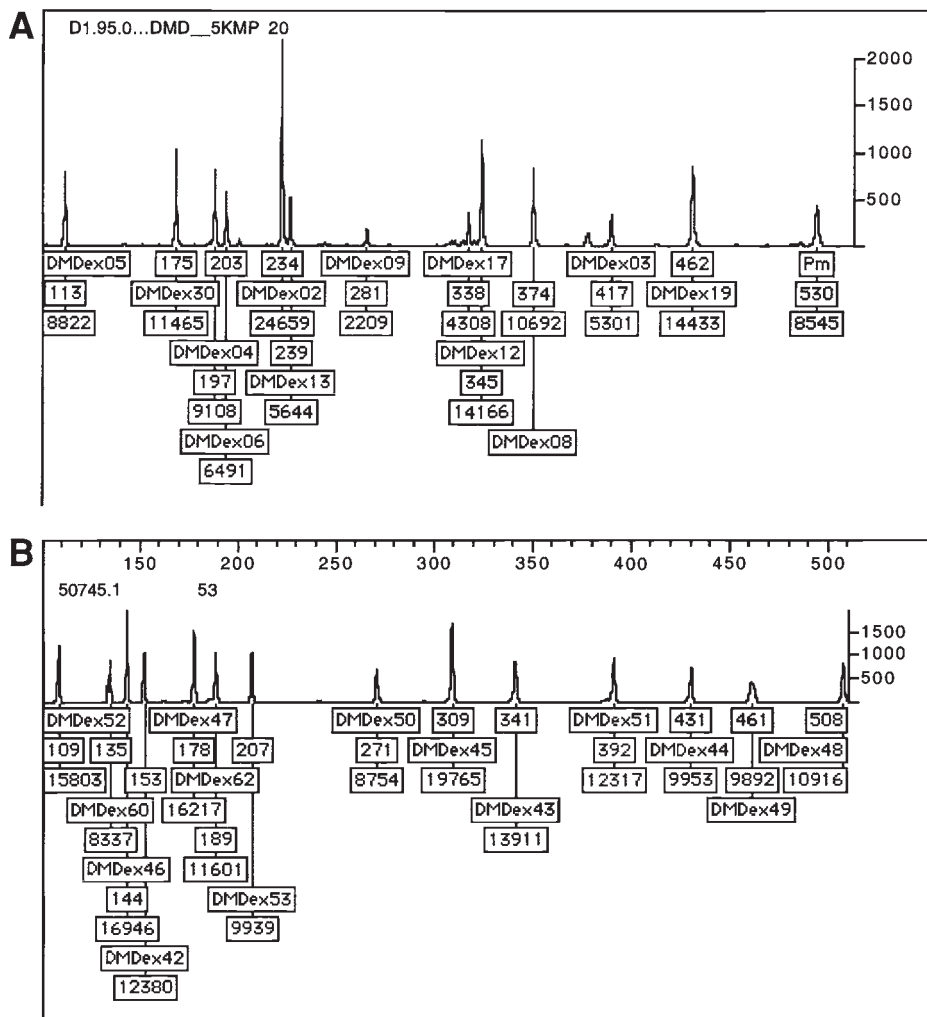 A
D1.95.0...DMD__5KMP 20
2000
1500
1000
500
DMDex05 175 203 234 DMDex09 DMDex17 DMDex03 462 Pm
113 DMDex30 DMDex02 281 338 374 417 DMDex19 530
8822 11465 24659 2209 4308 10692 5301 14433 8545
DMDex04 239 DMDex12
197 DMDex13 345
9108 5644 14166
DMDex06 DMDex08
6491
B
150 200 250 300 350 400 450 500
50745.1 53
1500
1000
500
DMDex52 DMDex47 DMDex50 309 341 DMDex51 431 461 508
109 135 178 207 271 DMDex45 392 DMDex44 DMDex48
15803 153 DMDex62 8754 19765 12317 9953 9892 10916
DMDex60 16217 DMDex43 DMDex49
8337 189 13911
DMDex46 11601
144 DMDex53
16946 9939
DMDex42
12380